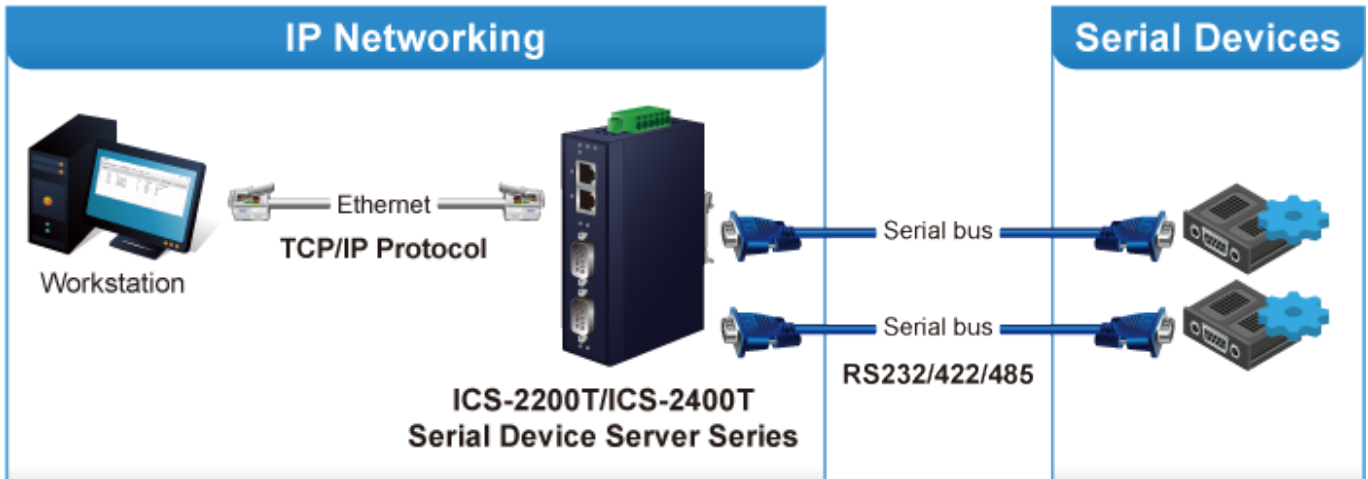 IP Networking
Serial Devices
Ethernet
TCP/IP Protocol
Workstation
Serial bus
Serial bus
RS232/422/485
ICS-2200T/ICS-2400T
Serial Device Server Series